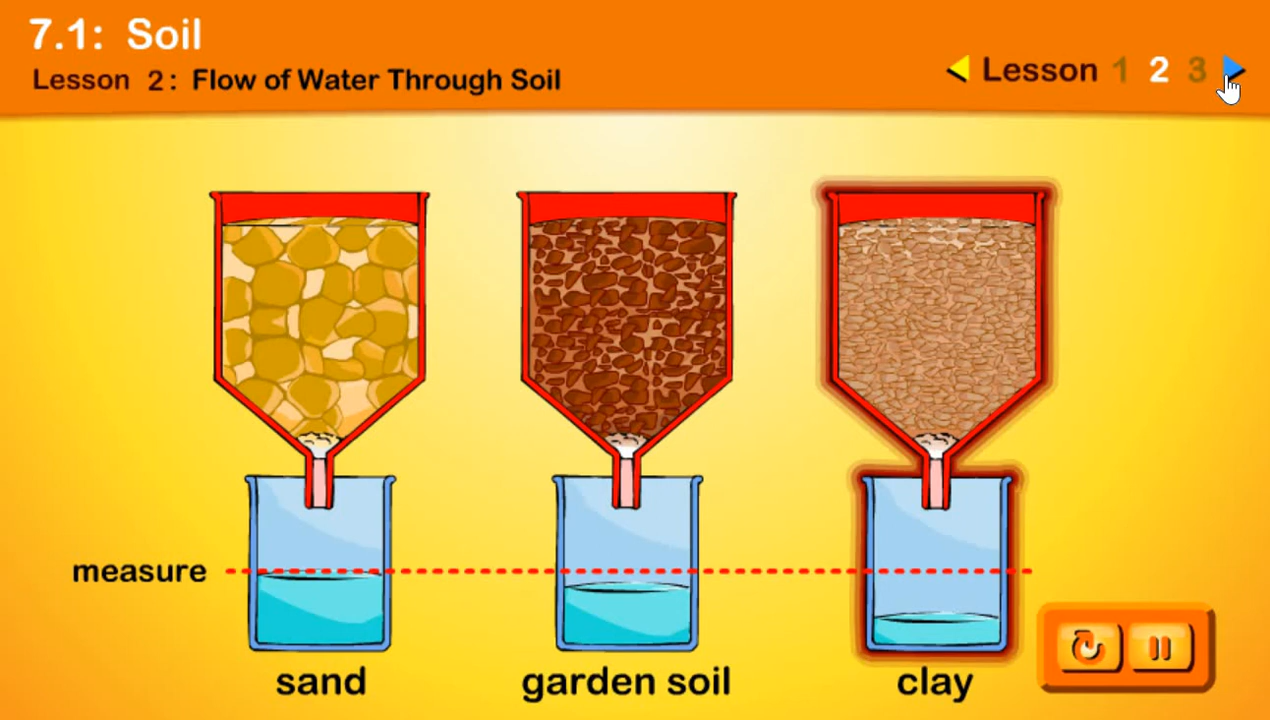 7.1: Soil
Lesson 2: Flow of Water Through Soil
Lesson 1 2 3
measure
sand
garden soil
clay